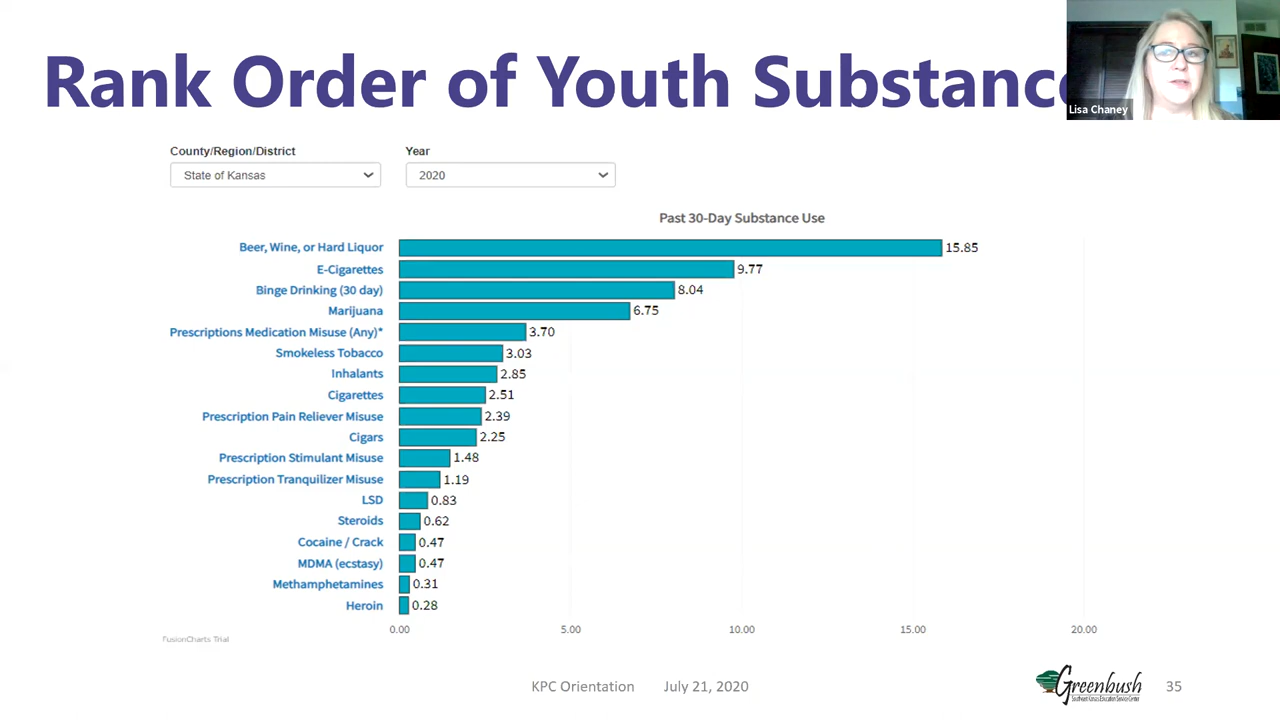 Rank Order of Youth Substance
Lisa Chaney
County/Region/District Year
State of Kansas 2020
Past 30-Day Substance Use
Beer, Wine, or Hard Liquor 15.85
E-Cigarettes 9.77
Binge Drinking (30 day) 8.04
Marijuana 6.75
Prescriptions Medication Misuse (Any)* 3.70
Smokeless Tobacco 3.03
Inhalants 2.85
Cigarettes 2.51
Prescription Pain Reliever Misuse 2.39
Cigars 2.25
Prescription Stimulant Misuse 1.48
Prescription Tranquilizer Misuse 1.19
LSD 0.83
Steroids 0.62
Cocaine / Crack 0.47
MDMA (ecstasy) 0.47
Methamphetamines 0.31
Heroin 0.28
0.00 5.00 10.00 15.00 20.00
FusionCharts Trial
KPC Orientation July 21, 2020
Greenbush
Southeast Kansas Education Service Center
35